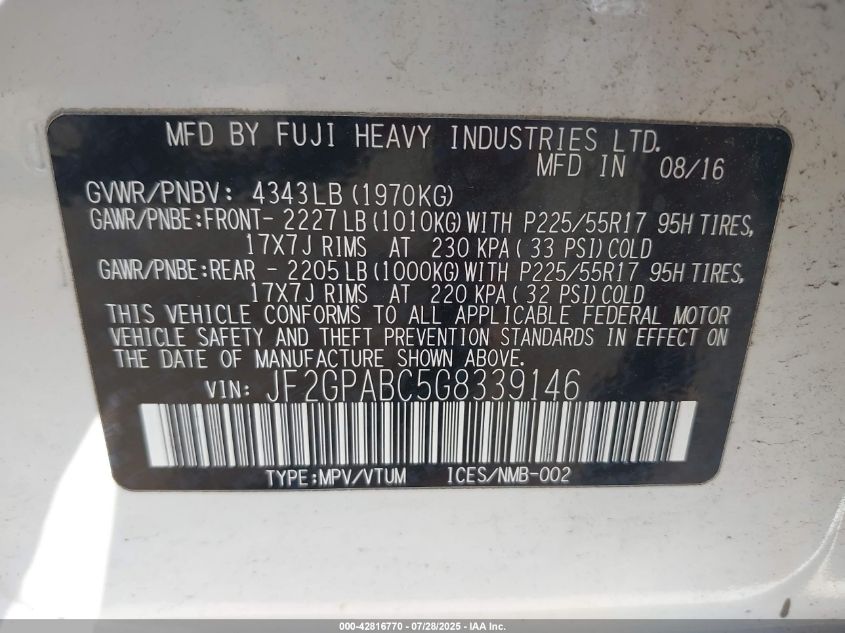 MFD BY FUJI HEAVY INDUSTRIES LTD.
MFD IN 08/16
GVWR/PNBV: 4343LB (1970KG)
GAWR/PNBE:FRONT- 2227LB (1010KG) WITH P225/55R17 95H TIRES,
17X7J RIMS AT 230 KPA( 33 PSI) COLD
GAWR/PNBE:REAR - 2205LB (1000KG) WITH P225/55R17 95H TIRES,
17X7J RIMS AT 220 KPA( 32 PSI) COLD
THIS VEHICLE CONFORMS TO ALL APPLICABLE FEDERAL MOTOR
VEHICLE SAFETY AND THEFT PREVENTION STANDARDS IN EFFECT ON
THE DATE OF MANUFACTURE SHOWN ABOVE.
VIN: JF2GPABC5G8339146
TYPE:MPV/VTUM ICES/NMB-002
000-42816770 - 07/28/2025 - IAA Inc.